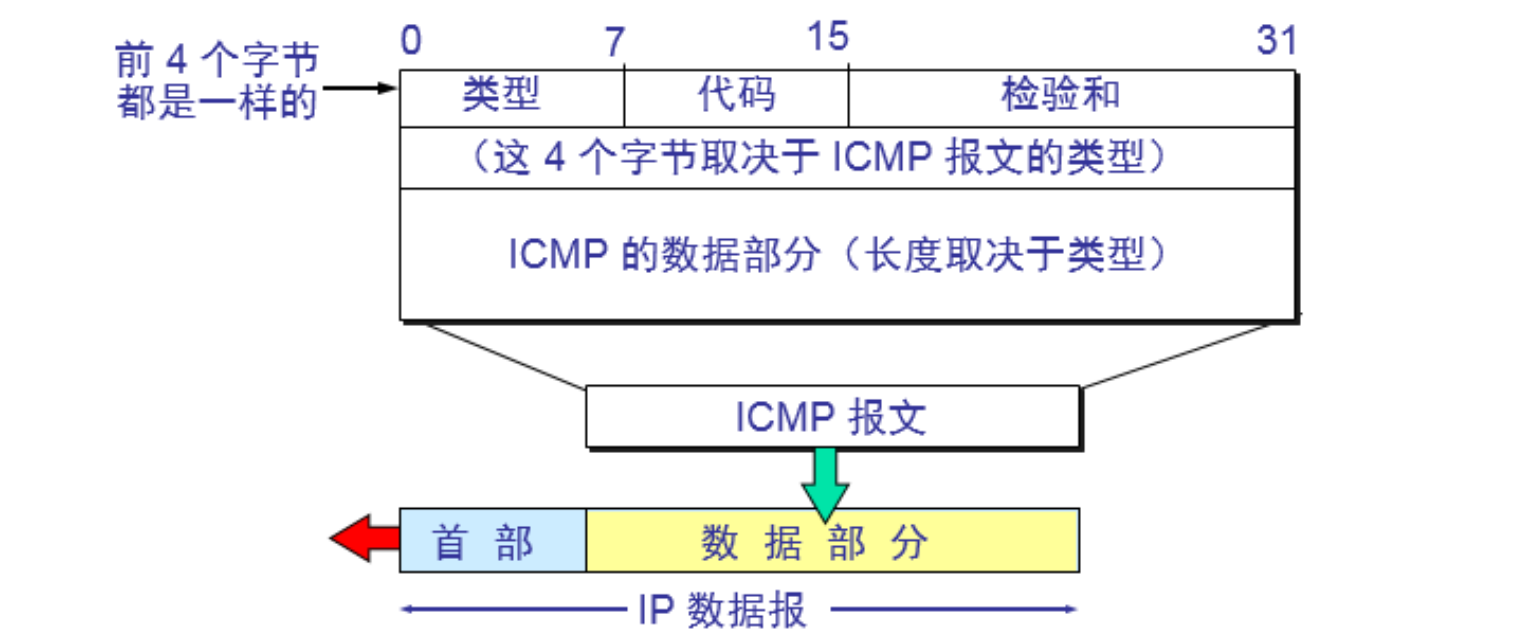 0 7 15 31
前 4 个字节
都是一样的
类型 代码 检验和
（这 4 个字节取决于 ICMP 报文的类型）
ICMP 的数据部分（长度取决于类型）
ICMP 报文
首 部 数 据 部 分
IP 数据报